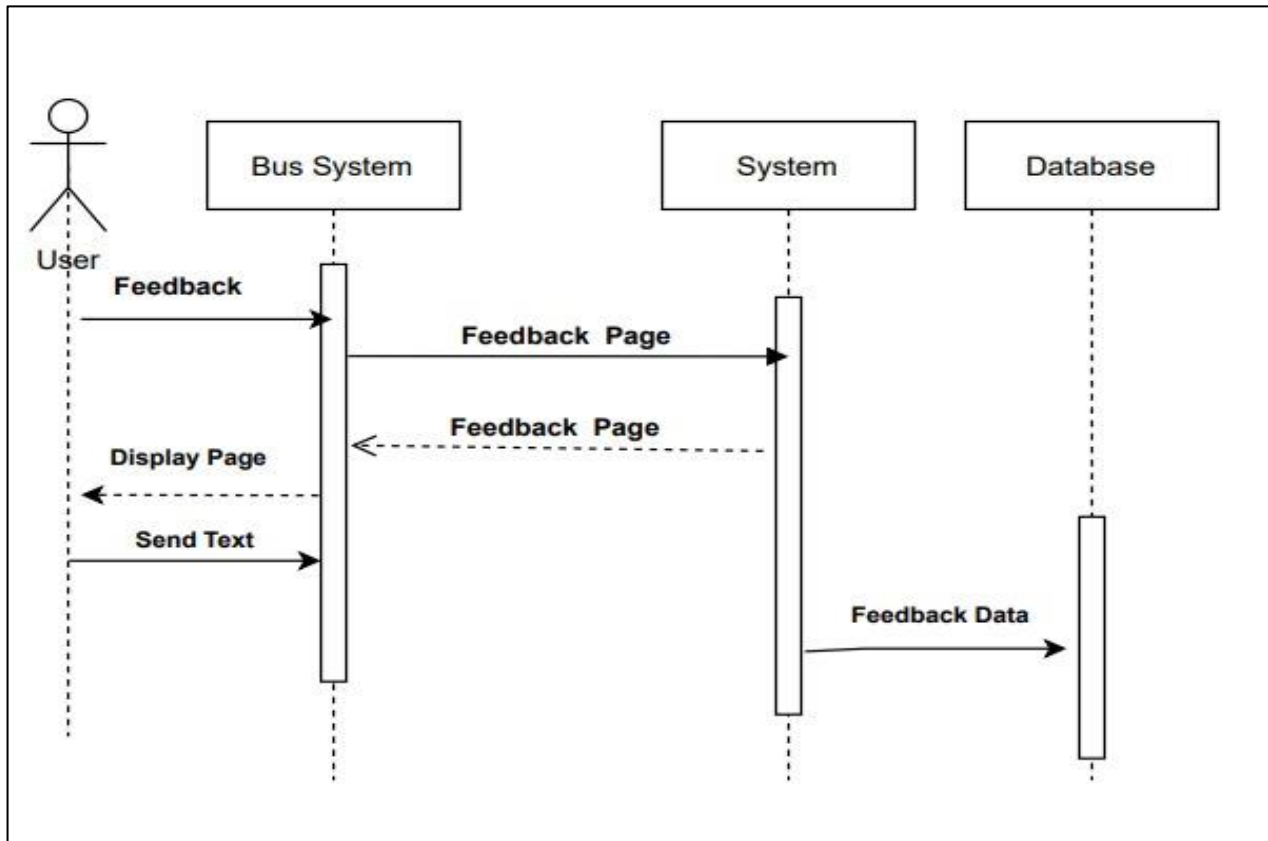 Bus System
System
Database
User
Feedback
Feedback Page
Feedback Page
Display Page
Send Text
Feedback Data